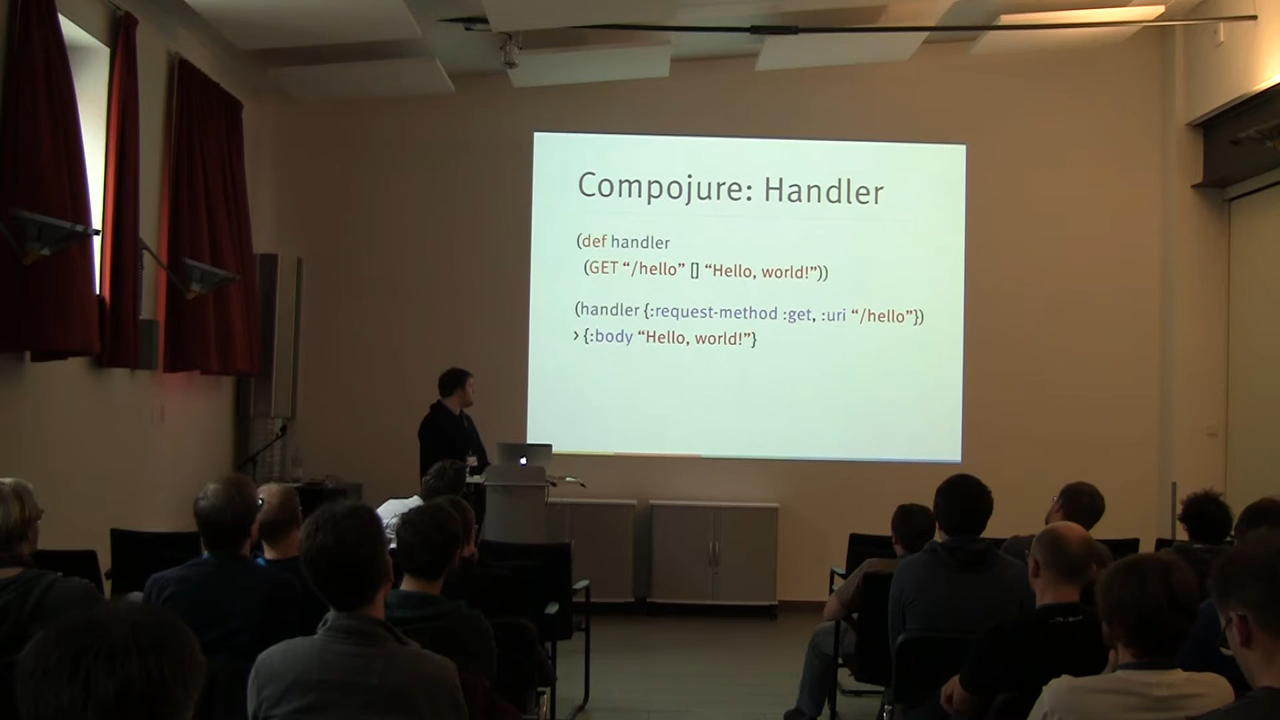 Compojure: Handler
(def handler
(GET “/hello” [] “Hello, world!”))
(handler {:request-method :get, :uri “/hello”})
› {:body “Hello, world!”}